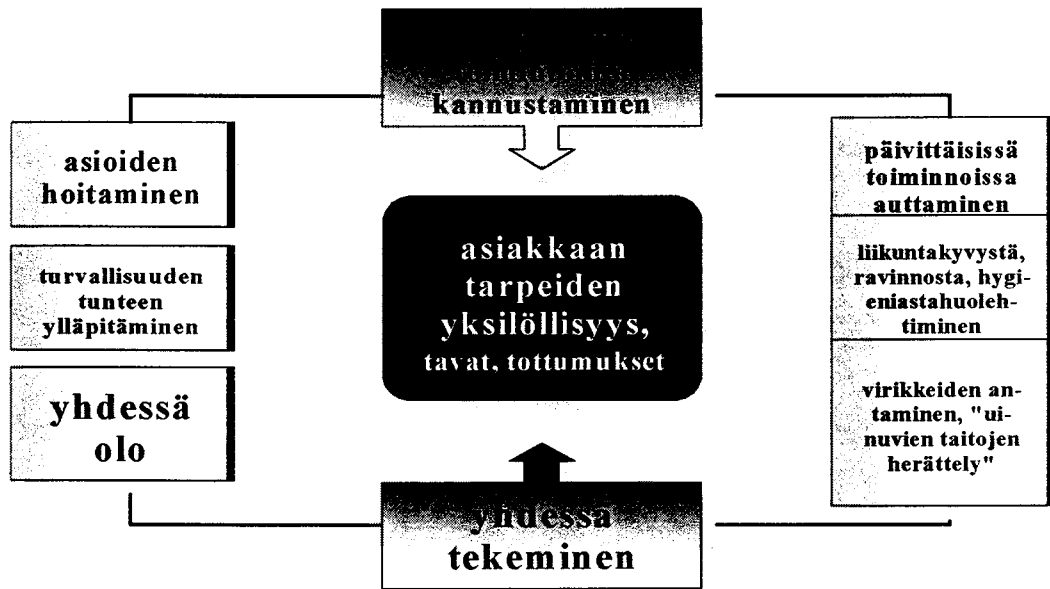 kannustaminen
asioiden
hoitaminen
turvallisuuden
tunteen
ylläpitäminen
yhdessä
olo
asiakkaan
tarpeiden
yksilöllisyys,
tavat, tottumukset
päivittäisissä
toiminnoissa
auttaminen
liikuntakyvystä,
ravinnosta, hygi-
eniastahuoleh-
timinen
virikkeiden an-
taminen, "ui-
nuvien taitojen
herättely"
yhdessä
tekeminen